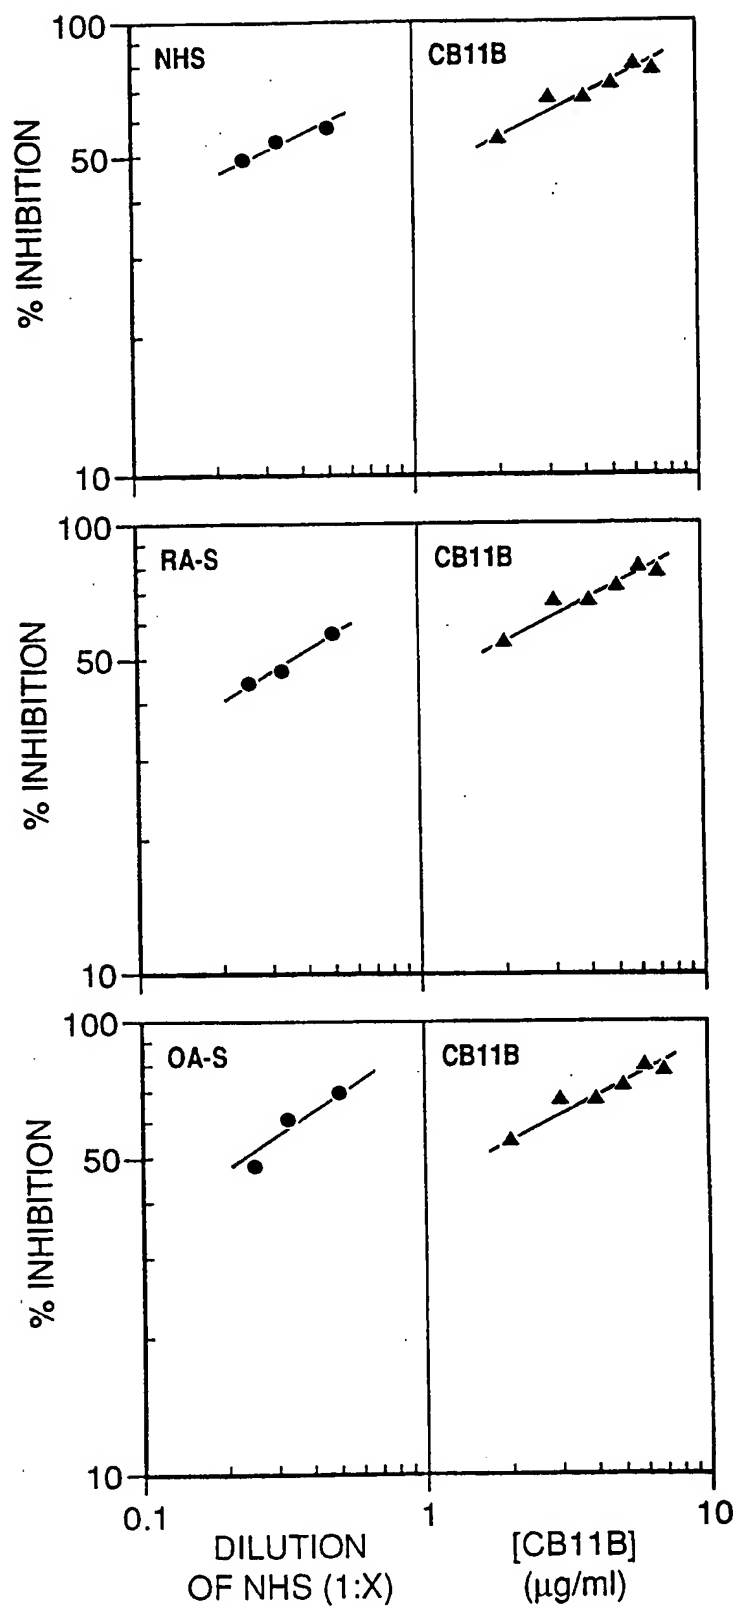 100
NHS
CB11B
50
% INHIBITION
10
100
RA-S
CB11B
50
% INHIBITION
10
100
OA-S
CB11B
50
% INHIBITION
10
0.1
1
10
DILUTION
OF NHS (1:X)
[CB11B]
(μg/ml)